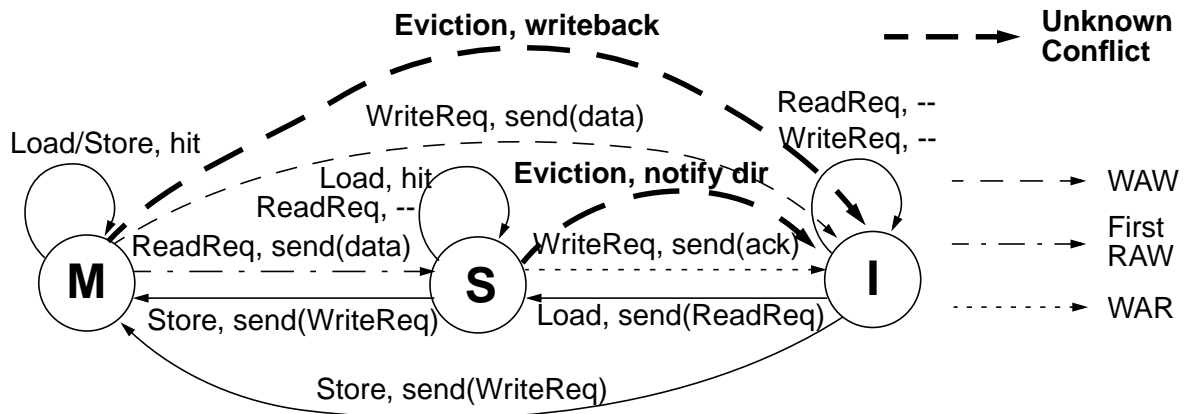 Eviction, writeback
Unknown
Conflict
ReadReq, --
WriteReq, --
WriteReq, send(data)
Load/Store, hit
Load, hit
ReadReq, --
Eviction, notify dir
WAW
ReadReq, send(data)
WriteReq, send(ack)
First
RAW
M
S
I
WAR
Store, send(WriteReq)
Load, send(ReadReq)
Store, send(WriteReq)